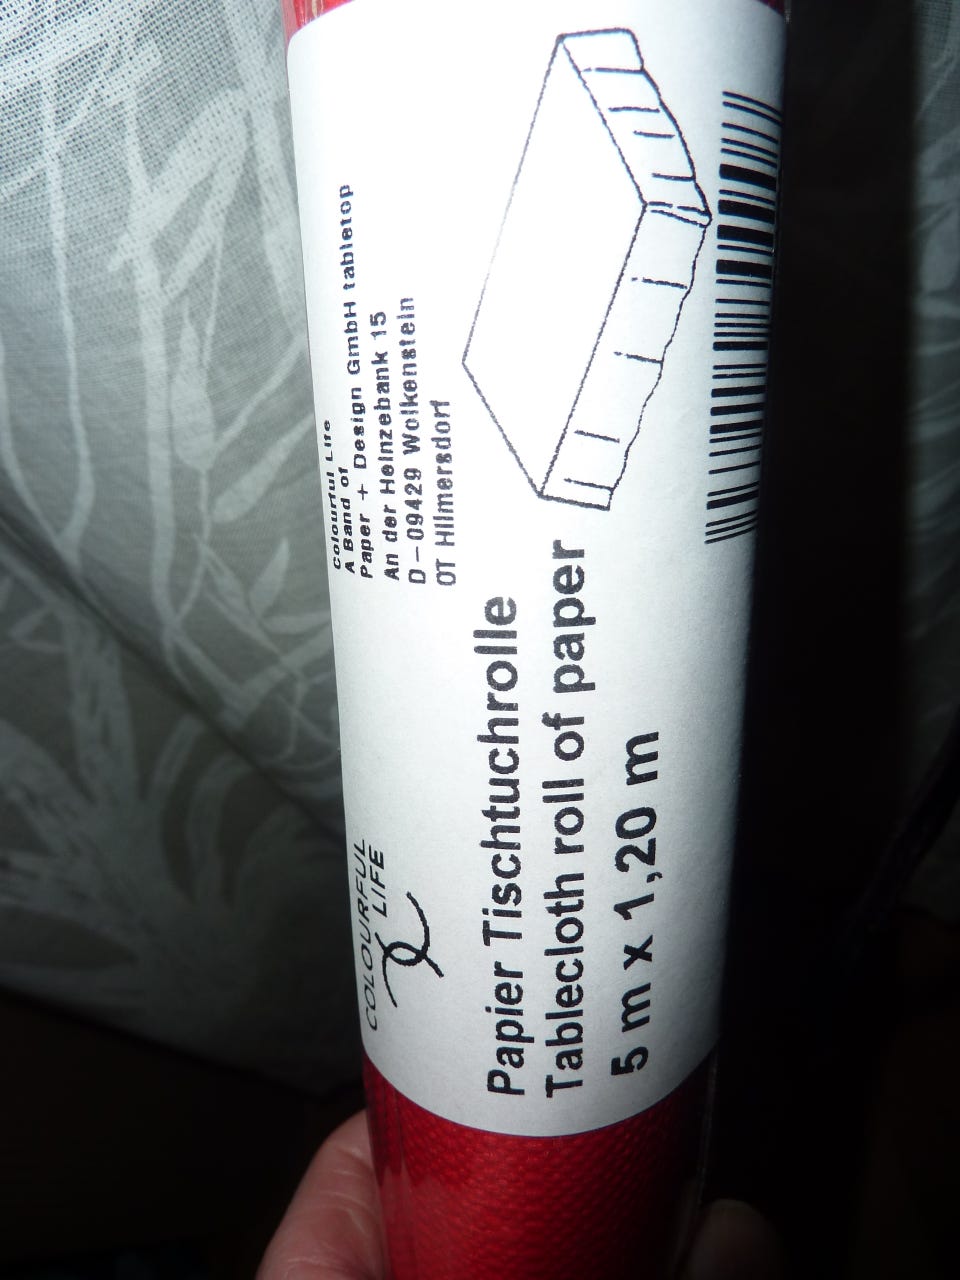 COLOURFUL
LIFE
Colourful Life
A Band of
Paper + Design GmbH tabletop
An der Heinzebank 15
D - 09429 Wolkenstein
OT Hilmersdorf
Papier Tischtuchrolle
Tablecloth roll of paper
5 m x 1,20 m